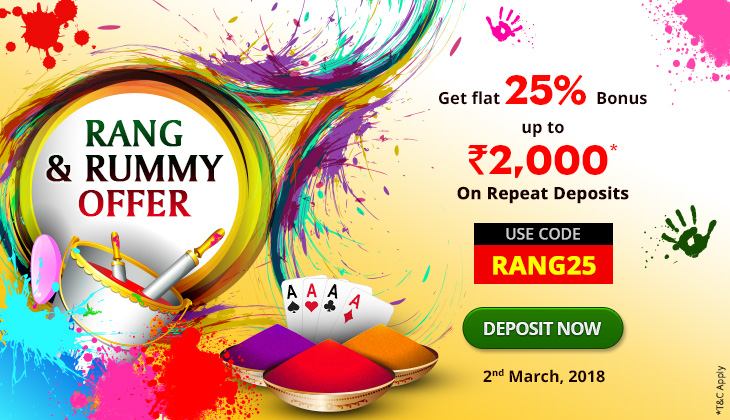 RANG
& RUMMY
OFFER
Get flat 25% Bonus
up to
₹2,000*
On Repeat Deposits
USE CODE
RANG25
DEPOSIT NOW
2nd March, 2018
*T&C Apply
A A A A